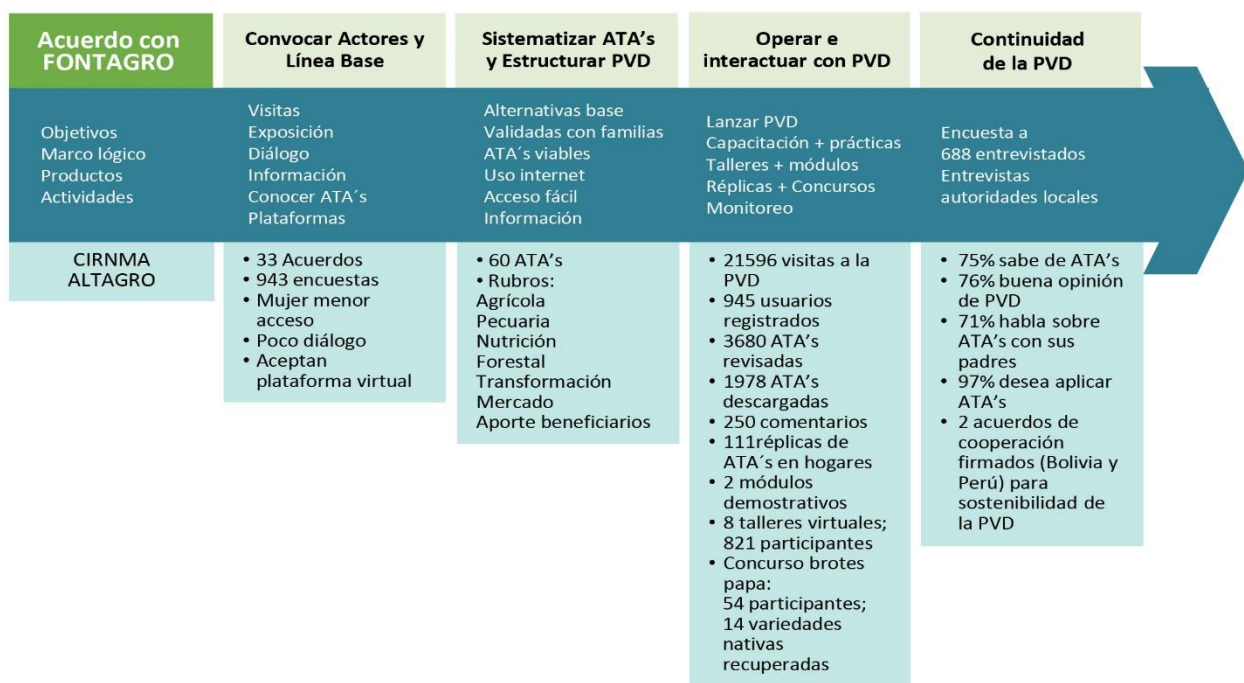 Acuerdo con
FONTAGRO
Objetivos
Marco lógico
Productos
Actividades
CIRNMA
ALTAGRO
Convocar Actores y
Línea Base
Visitas
Exposición
Diálogo
Información
Conocer ATA´s
Plataformas
• 33 Acuerdos
• 943 encuestas
• Mujer menor
acceso
• Poco diálogo
• Aceptan
plataforma virtual
Sistematizar ATA’s
y Estructurar PVD
Alternativas base
Validadas con familias
ATA´s viables
Uso internet
Acceso fácil
Información
• 60 ATA’s
• Rubros:
Agrícola
Pecuaria
Nutrición
Forestal
Transformación
Mercado
Aporte beneficiarios
Operar e
interactuar con PVD
Lanzar PVD
Capacitación + prácticas
Talleres + módulos
Réplicas + Concursos
Monitoreo
• 21596 visitas a la
PVD
• 945 usuarios
registrados
• 3680 ATA’s
revisadas
• 1978 ATA’s
descargadas
• 250 comentarios
• 111réplicas de
ATA´s en hogares
• 2 módulos
demostrativos
• 8 talleres virtuales;
821 participantes
• Concurso brotes
papa:
54 participantes;
14 variedades
nativas
recuperadas
Continuidad
de la PVD
Encuesta a
688 entrevistados
Entrevistas
autoridades locales
• 75% sabe de ATA’s
• 76% buena opinión
de PVD
• 71% habla sobre
ATA’s con sus
padres
• 97% desea aplicar
ATA’s
• 2 acuerdos de
cooperación
firmados (Bolivia y
Perú) para
sostenibilidad de
la PVD